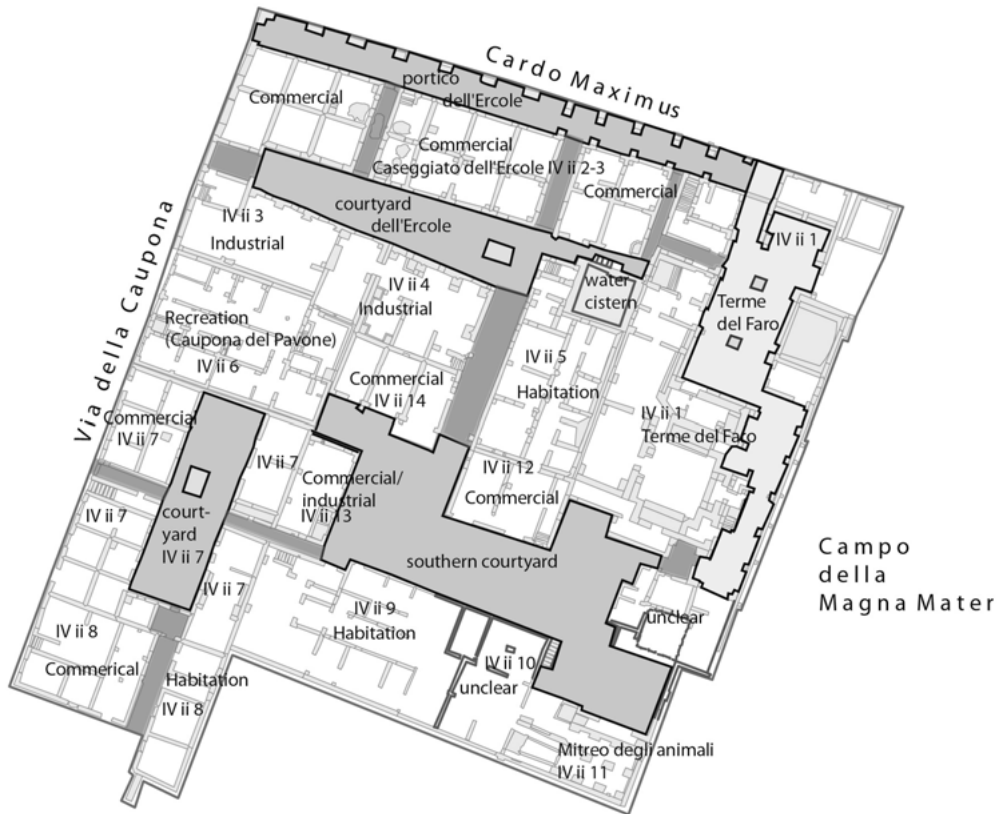 Cardo Maximus
portico
dell'Ercole
Commercial
Commercial
Caseggiato dell'Ercole IV ii 2-3
Commercial
courtyard
dell'Ercole
IV ii 3
Industrial
IV ii 1
water
cistern
Terme
del Faro
IV ii 4
Industrial
Via della Caupona
Recreation
(Caupona del Pavone)
IV ii 6
IV ii 5
Habitation
Commercial
IV ii 14
IV ii 1
Terme del Faro
Commercial
IV ii 7
IV ii 7
Commercial/
industrial
IV ii 13
IV ii 12
Commercial
IV ii 7
court-
yard
IV ii 7
southern courtyard
Campo
della
Magna Mater
IV ii 7
IV ii 9
Habitation
unclear
IV ii 8
Commerical
Habitation
IV ii 8
IV ii 10
unclear
Mitreo degli animali
IV ii 11